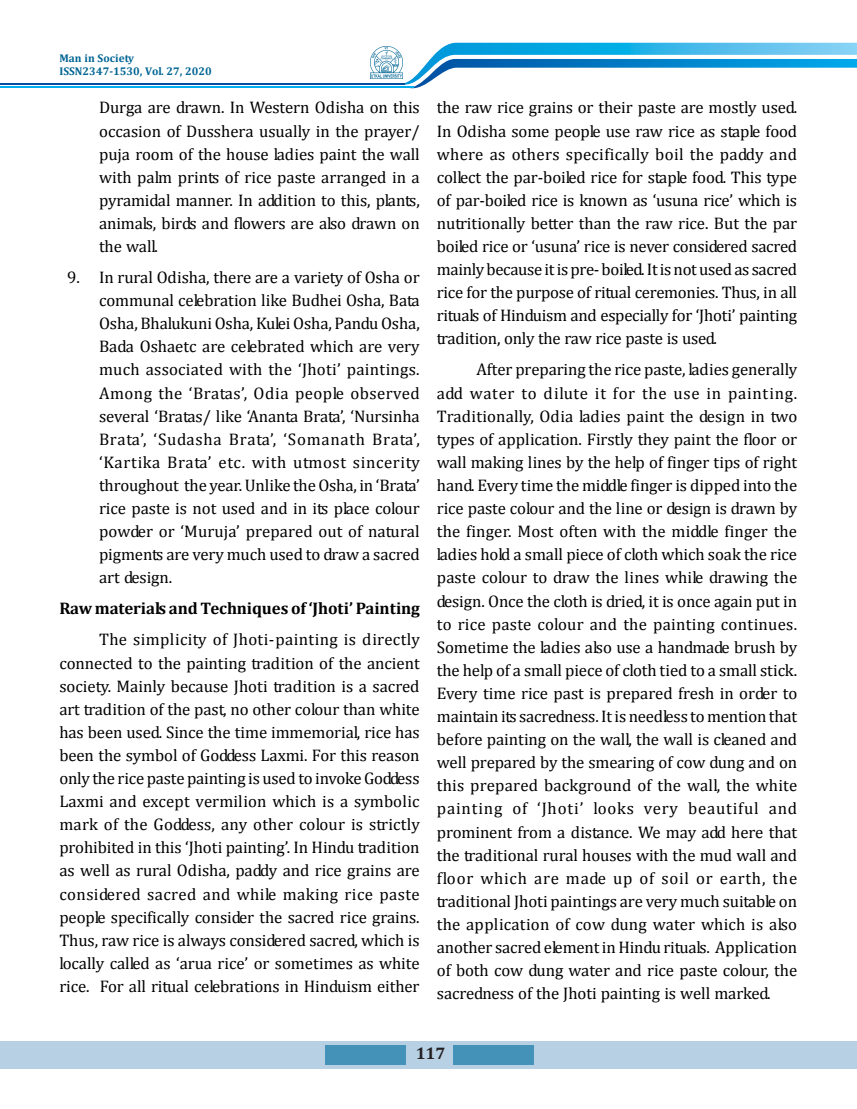 Man in Society
ISSN2347-1530, Vol. 27, 2020
UTKAL UNIVERSITY
Durga are drawn. In Western Odisha on this
occasion of Dusshera usually in the prayer/
puja room of the house ladies paint the wall
with palm prints of rice paste arranged in a
pyramidal manner. In addition to this, plants,
animals, birds and flowers are also drawn on
the wall.
9. In rural Odisha, there are a variety of Osha or
communal celebration like Budhei Osha, Bata
Osha, Bhalukuni Osha, Kulei Osha, Pandu Osha,
Bada Oshaetc are celebrated which are very
much associated with the ‘Jhoti’ paintings.
Among the ‘Bratas’, Odia people observed
several ‘Bratas/ like ‘Ananta Brata’, ‘Nursinha
Brata’, ‘Sudasha Brata’, ‘Somanath Brata’,
‘Kartika Brata’ etc. with utmost sincerity
throughout the year. Unlike the Osha, in ‘Brata’
rice paste is not used and in its place colour
powder or ‘Muruja’ prepared out of natural
pigments are very much used to draw a sacred
art design.
Raw materials and Techniques of ‘Jhoti’ Painting
The simplicity of Jhoti-painting is directly
connected to the painting tradition of the ancient
society. Mainly because Jhoti tradition is a sacred
art tradition of the past, no other colour than white
has been used. Since the time immemorial, rice has
been the symbol of Goddess Laxmi. For this reason
only the rice paste painting is used to invoke Goddess
Laxmi and except vermilion which is a symbolic
mark of the Goddess, any other colour is strictly
prohibited in this ‘Jhoti painting’. In Hindu tradition
as well as rural Odisha, paddy and rice grains are
considered sacred and while making rice paste
people specifically consider the sacred rice grains.
Thus, raw rice is always considered sacred, which is
locally called as ‘arua rice’ or sometimes as white
rice. For all ritual celebrations in Hinduism either
the raw rice grains or their paste are mostly used.
In Odisha some people use raw rice as staple food
where as others specifically boil the paddy and
collect the par-boiled rice for staple food. This type
of par-boiled rice is known as ‘usuna rice’ which is
nutritionally better than the raw rice. But the par
boiled rice or ‘usuna’ rice is never considered sacred
mainly because it is pre- boiled. It is not used as sacred
rice for the purpose of ritual ceremonies. Thus, in all
rituals of Hinduism and especially for ‘Jhoti’ painting
tradition, only the raw rice paste is used.
After preparing the rice paste, ladies generally
add water to dilute it for the use in painting.
Traditionally, Odia ladies paint the design in two
types of application. Firstly they paint the floor or
wall making lines by the help of finger tips of right
hand. Every time the middle finger is dipped into the
rice paste colour and the line or design is drawn by
the finger. Most often with the middle finger the
ladies hold a small piece of cloth which soak the rice
paste colour to draw the lines while drawing the
design. Once the cloth is dried, it is once again put in
to rice paste colour and the painting continues.
Sometime the ladies also use a handmade brush by
the help of a small piece of cloth tied to a small stick.
Every time rice past is prepared fresh in order to
maintain its sacredness. It is needless to mention that
before painting on the wall, the wall is cleaned and
well prepared by the smearing of cow dung and on
this prepared background of the wall, the white
painting of ‘Jhoti’ looks very beautiful and
prominent from a distance. We may add here that
the traditional rural houses with the mud wall and
floor which are made up of soil or earth, the
traditional Jhoti paintings are very much suitable on
the application of cow dung water which is also
another sacred element in Hindu rituals. Application
of both cow dung water and rice paste colour, the
sacredness of the Jhoti painting is well marked.
117